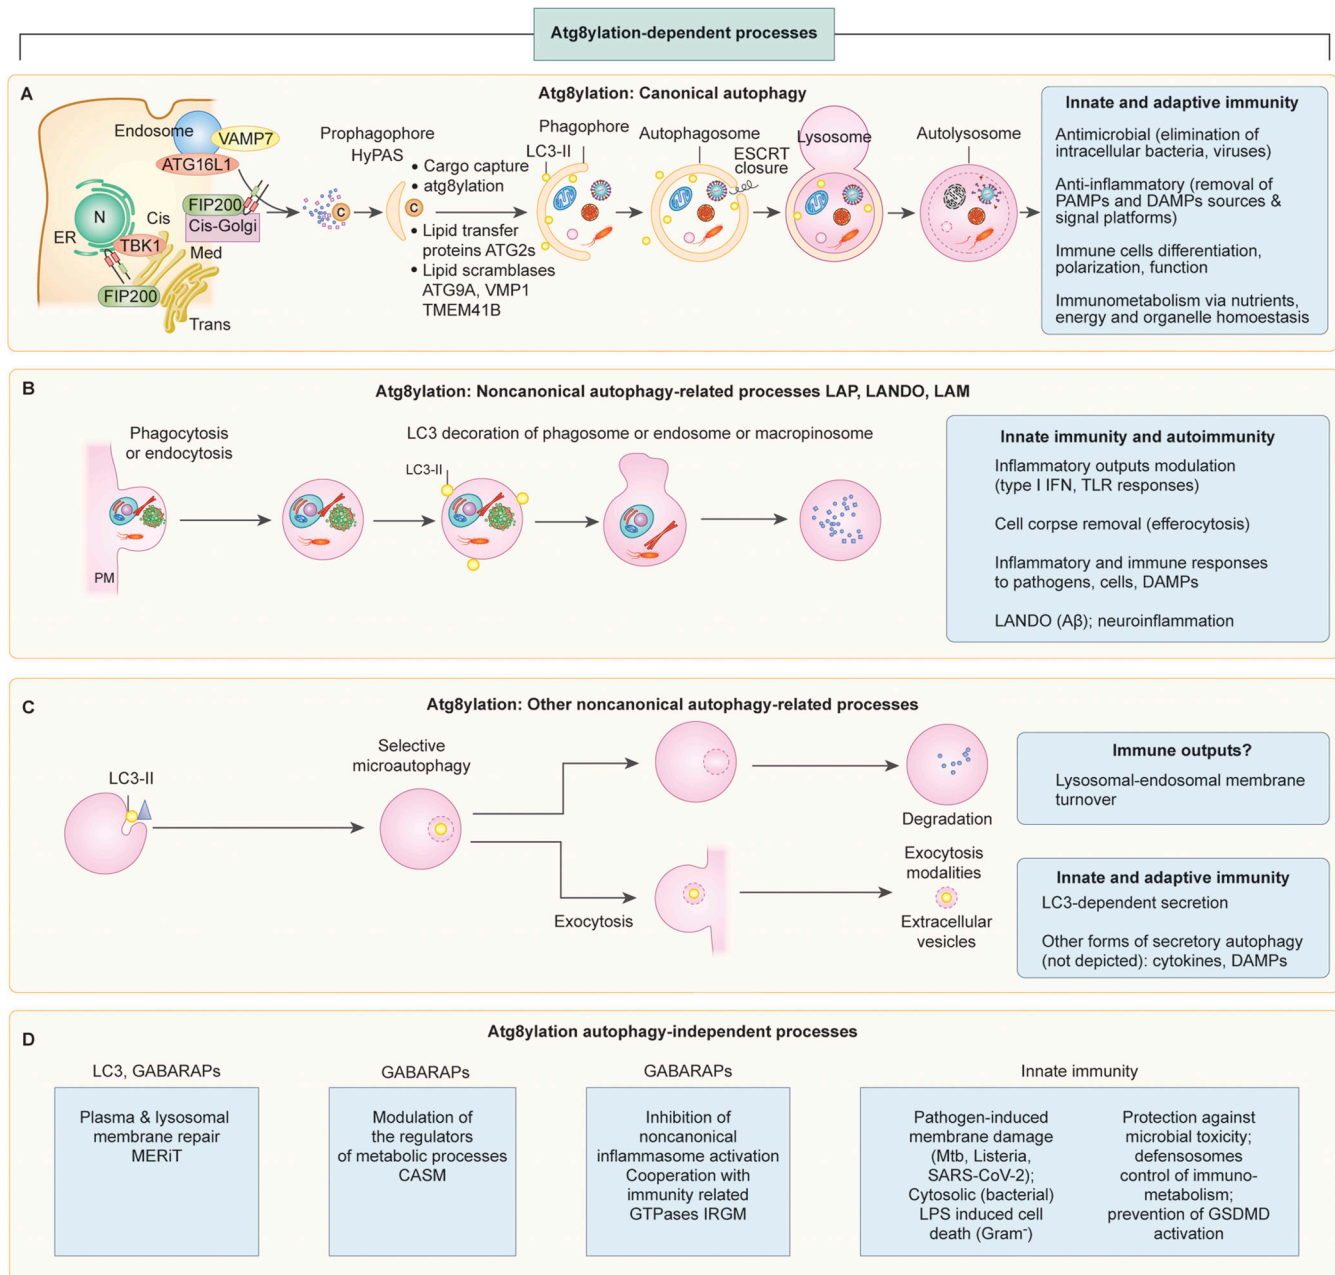 Atg8ylation-dependent processes
A
Atg8ylation: Canonical autophagy
Endosome
VAMP7
ATG16L1
FIP200
Cis-Golgi
N
ER
Cis
TBK1
Med
FIP200
Trans
Prophagophore
HyPAS
C
C
• Cargo capture
• atg8ylation
• Lipid transfer
proteins ATG2s
• Lipid scramblases
ATG9A, VMP1
TMEM41B
Phagophore
LC3-II
Autophagosome
ESCRT
closure
Lysosome
Autolysosome
Innate and adaptive immunity
Antimicrobial (elimination of
intracellular bacteria, viruses)
Anti-inflammatory (removal of
PAMPs and DAMPs sources &
signal platforms)
Immune cells differentiation,
polarization, function
Immunometabolism via nutrients,
energy and organelle homoestasis
B
Atg8ylation: Noncanonical autophagy-related processes LAP, LANDO, LAM
Phagocytosis
or endocytosis
PM
LC3 decoration of phagosome or endosome or macropinosome
LC3-II
Innate immunity and autoimmunity
Inflammatory outputs modulation
(type I IFN, TLR responses)
Cell corpse removal (efferocytosis)
Inflammatory and immune responses
to pathogens, cells, DAMPs
LANDO (Aβ); neuroinflammation
C
Atg8ylation: Other noncanonical autophagy-related processes
LC3-II
Selective
microautophagy
Degradation
Exocytosis
Exocytosis
modalities
Extracellular
vesicles
Immune outputs?
Lysosomal-endosomal membrane
turnover
Innate and adaptive immunity
LC3-dependent secretion
Other forms of secretory autophagy
(not depicted): cytokines, DAMPs
D
Atg8ylation autophagy-independent processes
LC3, GABARAPs
Plasma & lysosomal
membrane repair
MERiT
GABARAPs
Modulation of
the regulators
of metabolic processes
CASM
GABARAPs
Inhibition of
noncanonical
inflammasome activation
Cooperation with
immunity related
GTPases IRGM
Innate immunity
Pathogen-induced
membrane damage
(Mtb, Listeria,
SARS-CoV-2);
Cytosolic (bacterial)
LPS induced cell
death (Gram⁻)
Protection against
microbial toxicity;
defensosomes
control of immuno-
metabolism;
prevention of GSDMD
activation